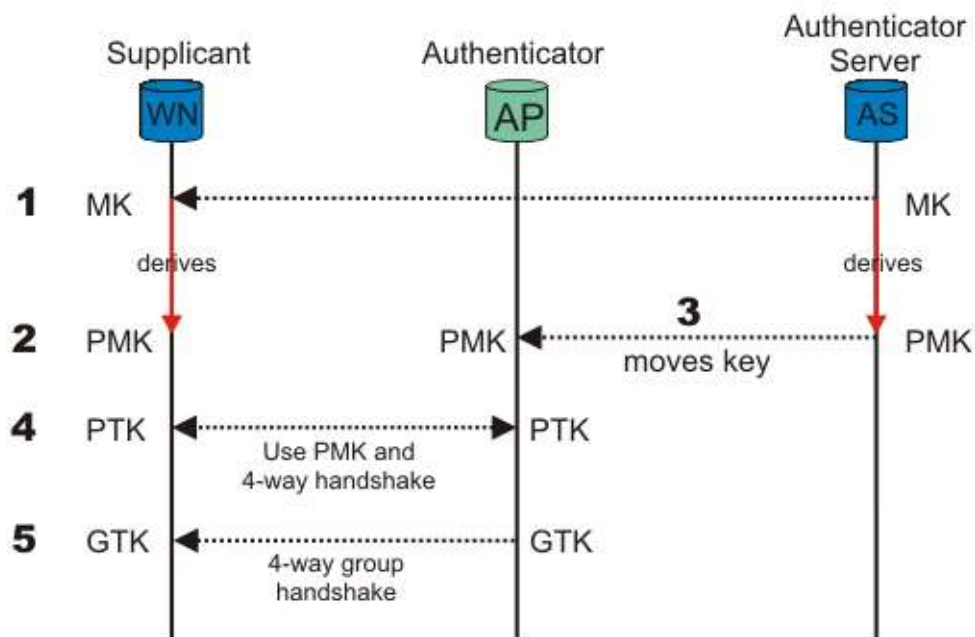 Supplicant
Authenticator
Authenticator
Server
WN
AP
AS
1
MK
MK
derives
derives
2
PMK
PMK
3
moves key
PMK
4
PTK
PTK
Use PMK and
4-way handshake
5
GTK
GTK
4-way group
handshake